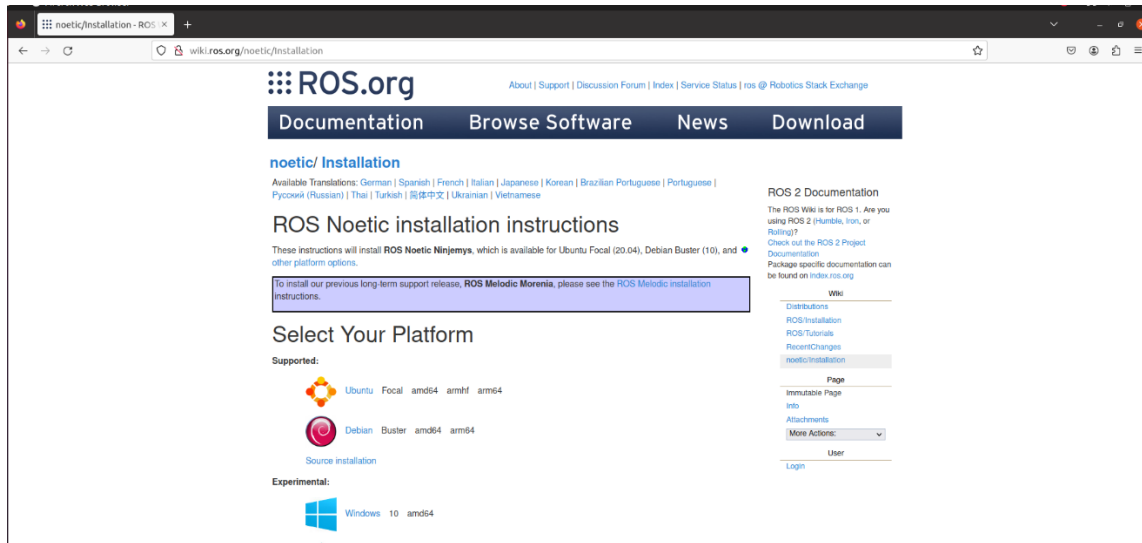 noetic/Installation - ROS
wiki.ros.org/noetic/Installation
ROS.org
About | Support | Discussion Forum | Index | Service Status | ros @ Robotics Stack Exchange
Documentation Browse Software News Download
noetic/ Installation
Available Translations: German | Spanish | French | Italian | Japanese | Korean | Brazilian Portuguese | Portuguese |
Русский (Russian) | Thai | Turkish | 简体中文 | Ukrainian | Vietnamese
ROS Noetic installation instructions
These instructions will install ROS Noetic Ninjemys, which is available for Ubuntu Focal (20.04), Debian Buster (10), and
other platform options.
To install our previous long-term support release, ROS Melodic Morenia, please see the ROS Melodic installation
instructions.
Select Your Platform
Supported:
Ubuntu Focal amd64 armhf arm64
Debian Buster amd64 arm64
Source installation
Experimental:
Windows 10 amd64
ROS 2 Documentation
The ROS Wiki is for ROS 1. Are you
using ROS 2 (Humble, Iron, or
Rolling)?
Check out the ROS 2 Project
Documentation
Package specific documentation can
be found on index.ros.org
Wiki
Distributions
ROS/Installation
ROS/Tutorials
RecentChanges
noetic/Installation
Page
Immutable Page
Info
Attachments
More Actions:
User
Login